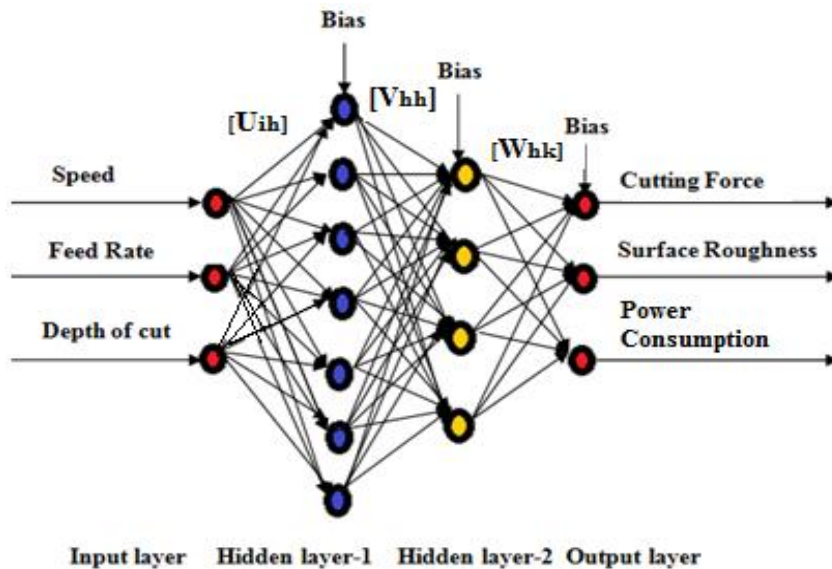 Bias
Bias
[Uih]
[Vhh]
[Whk]
Bias
Speed
Feed Rate
Depth of cut
Cutting Force
Surface Roughness
Power
Consumption
Input layer
Hidden layer-1
Hidden layer-2
Output layer